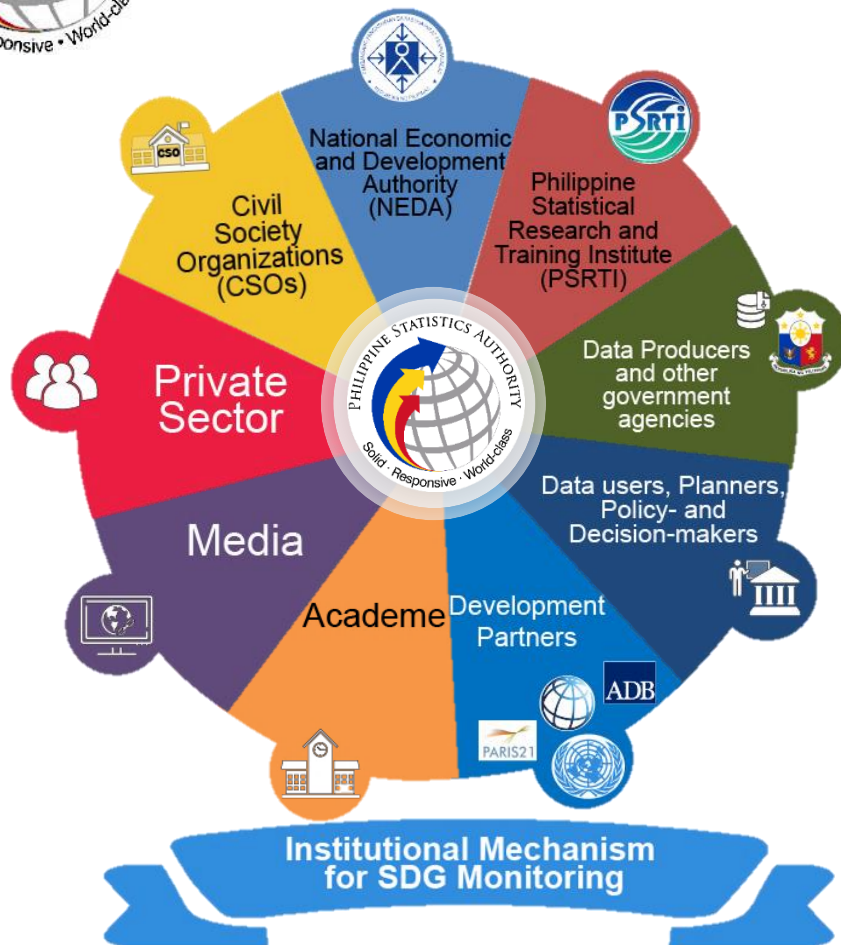 Responsive • World-class
National Economic
and Development
Authority
(NEDA)
PSRTI
Philippine
Statistical
Research and
Training Institute
(PSRTI)
CSO
Civil
Society
Organizations
(CSOs)
PHILIPPINE STATISTICS AUTHORITY
Solid • Responsive • World-class
Data Producers
and other
government
agencies
Private
Sector
Data users, Planners,
Policy- and
Decision-makers
Media
Academe
Development
Partners
ADB
PARIS21
Institutional Mechanism
for SDG Monitoring